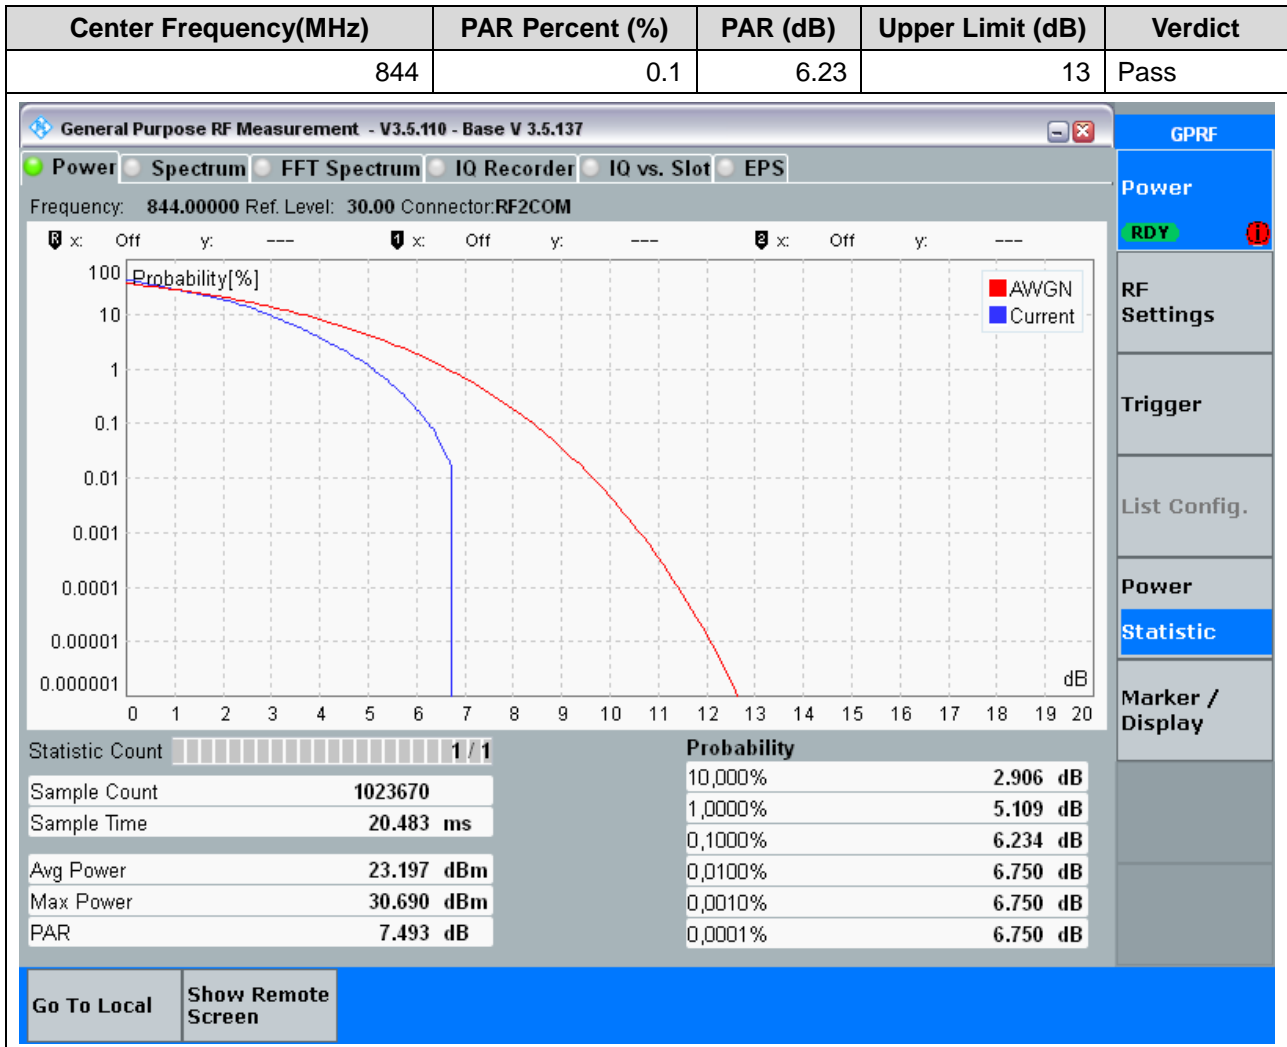 Center Frequency(MHz) PAR Percent (%) PAR (dB) Upper Limit (dB) Verdict
844 0.1 6.23 13 Pass
General Purpose RF Measurement - V3.5.110 - Base V 3.5.137
GPRF
Power Spectrum FFT Spectrum IQ Recorder IQ vs. Slot EPS
Frequency: 844.00000 Ref. Level: 30.00 Connector:RF2COM
R x: Off y: --- 1 x: Off y: --- 2 x: Off y: ---
Probability[%]
AWGN
Current
100
10
1
0.1
0.01
0.001
0.0001
0.00001
0.000001
dB
0 1 2 3 4 5 6 7 8 9 10 11 12 13 14 15 16 17 18 19 20
Statistic Count 1 / 1
Sample Count 1023670
Sample Time 20.483 ms
Avg Power 23.197 dBm
Max Power 30.690 dBm
PAR 7.493 dB
Probability
10,000% 2.906 dB
1,0000% 5.109 dB
0,1000% 6.234 dB
0,0100% 6.750 dB
0,0010% 6.750 dB
0,0001% 6.750 dB
Power
RDY i
RF
Settings
Trigger
List Config.
Power
Statistic
Marker /
Display
Go To Local
Show Remote
Screen